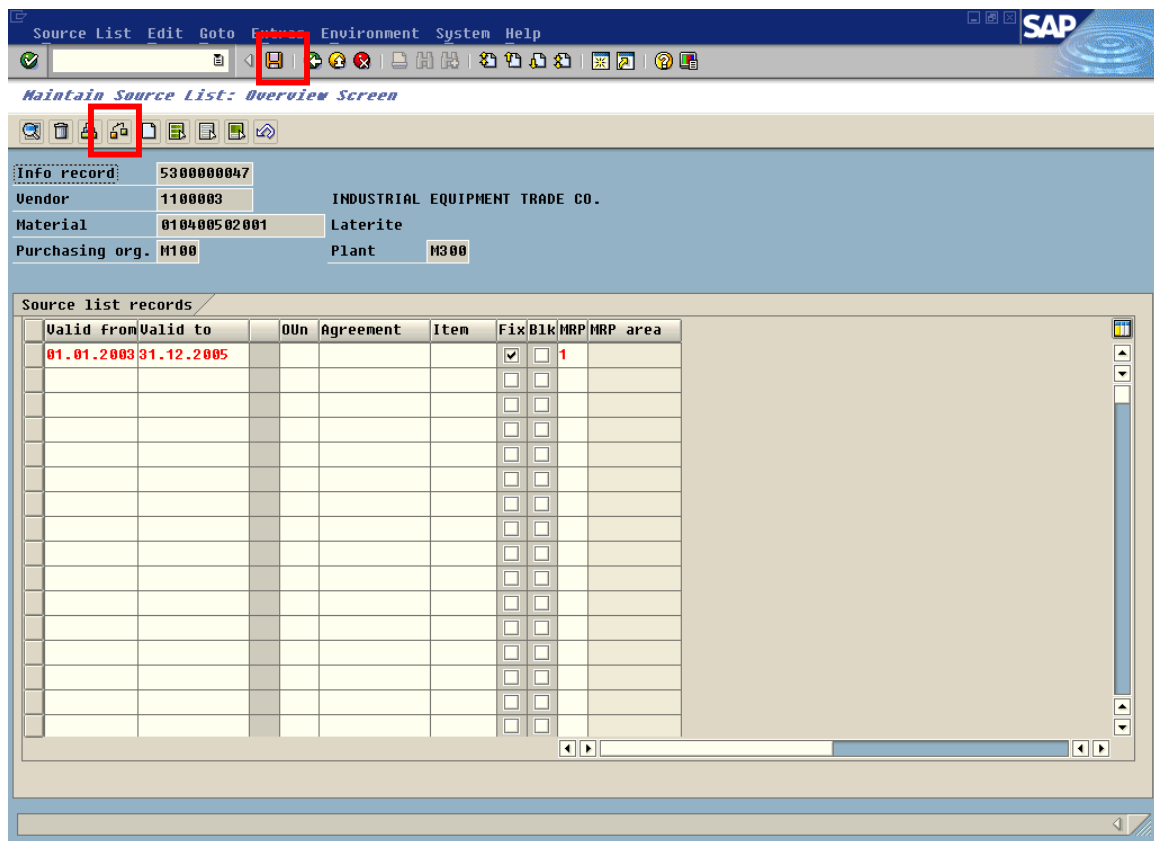 Source List Edit Goto Extras Environment System Help
SAP
Maintain Source List: Overview Screen
Info record 5300000047
Vendor 1100003 INDUSTRIAL EQUIPMENT TRADE CO.
Material 010400502001 Laterite
Purchasing org. M100 Plant M300
Source list records
Valid from Valid to OUn Agreement Item Fix Blk MRP MRP area
01.01.2003 31.12.2005 1